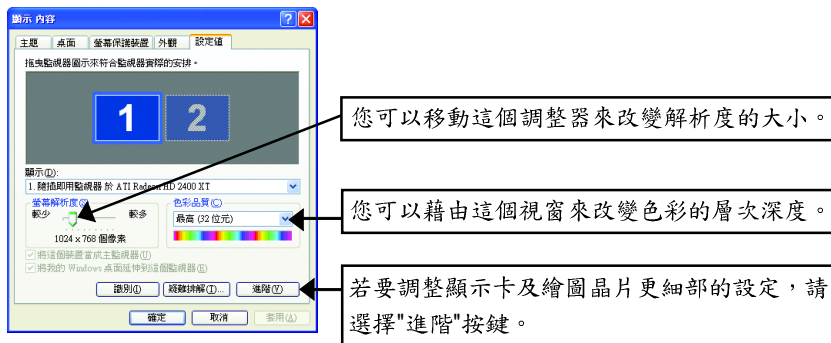 顯示 內容
主題 桌面 螢幕保護裝置 外觀 設定值
拖曳監視器圖示來符合監視器實際的安排。
1 2
您可以移動這個調整器來改變解析度的大小。
顯示(D):
1. 隨插即用監視器 於 ATI Radeon HD 2400 XT
螢幕解析度(S) 色彩品質(C)
較少 較多 最高 (32 位元)
您可以藉由這個視窗來改變色彩的層次深度。
1024 x 768 個像素
將這個裝置當成主監視器(U)
將我的 Windows 桌面延伸到這個監視器(E)
識別(I) 疑難排解(T)... 進階(V)
若要調整顯示卡及繪圖晶片更細部的設定，請
選擇"進階"按鍵。
確定 取消 套用(A)